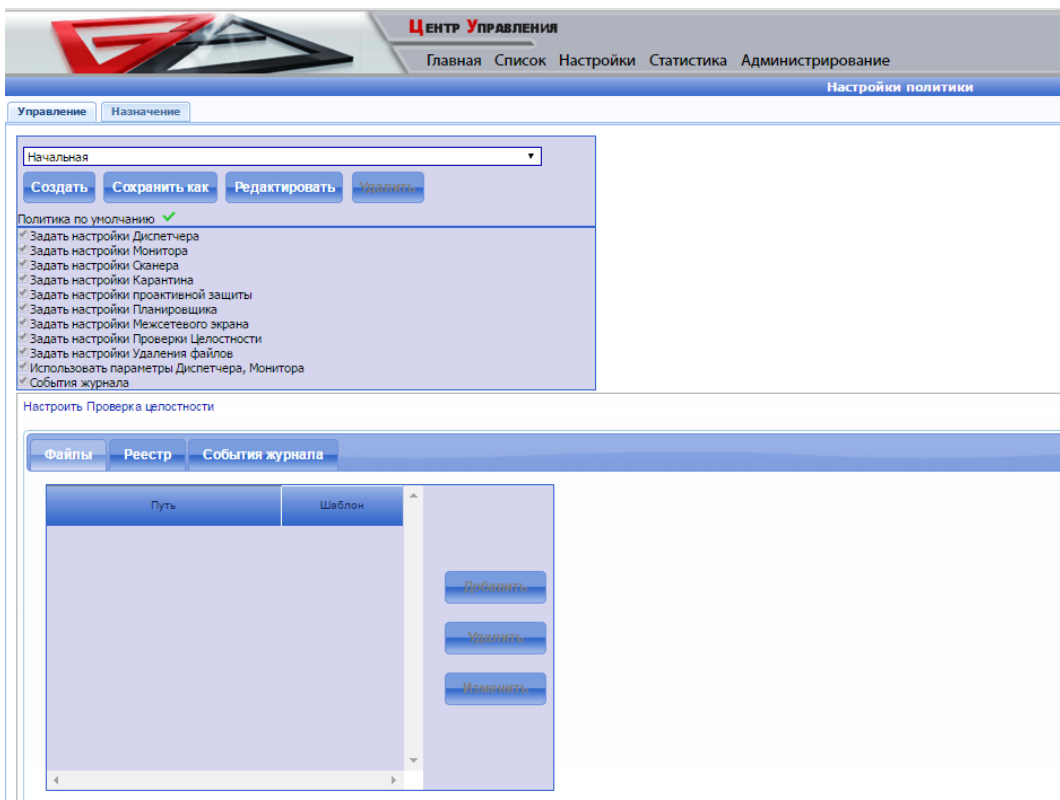 Центр Управления
Главная Список Настройки Статистика Администрирование
Настройки политики
Управление Назначение
Начальная
Создать Сохранить как Редактировать Удалить
Политика по умолчанию
Задать настройки Диспетчера
Задать настройки Монитора
Задать настройки Сканера
Задать настройки Карантина
Задать настройки проактивной защиты
Задать настройки Планировщика
Задать настройки Межсетевого экрана
Задать настройки Проверки Целостности
Задать настройки Удаления файлов
Использовать параметры Диспетчера, Монитора
События журнала
Настроить Проверка целостности
Файлы Реестр События журнала
Путь Шаблон
Добавить
Удалить
Изменить